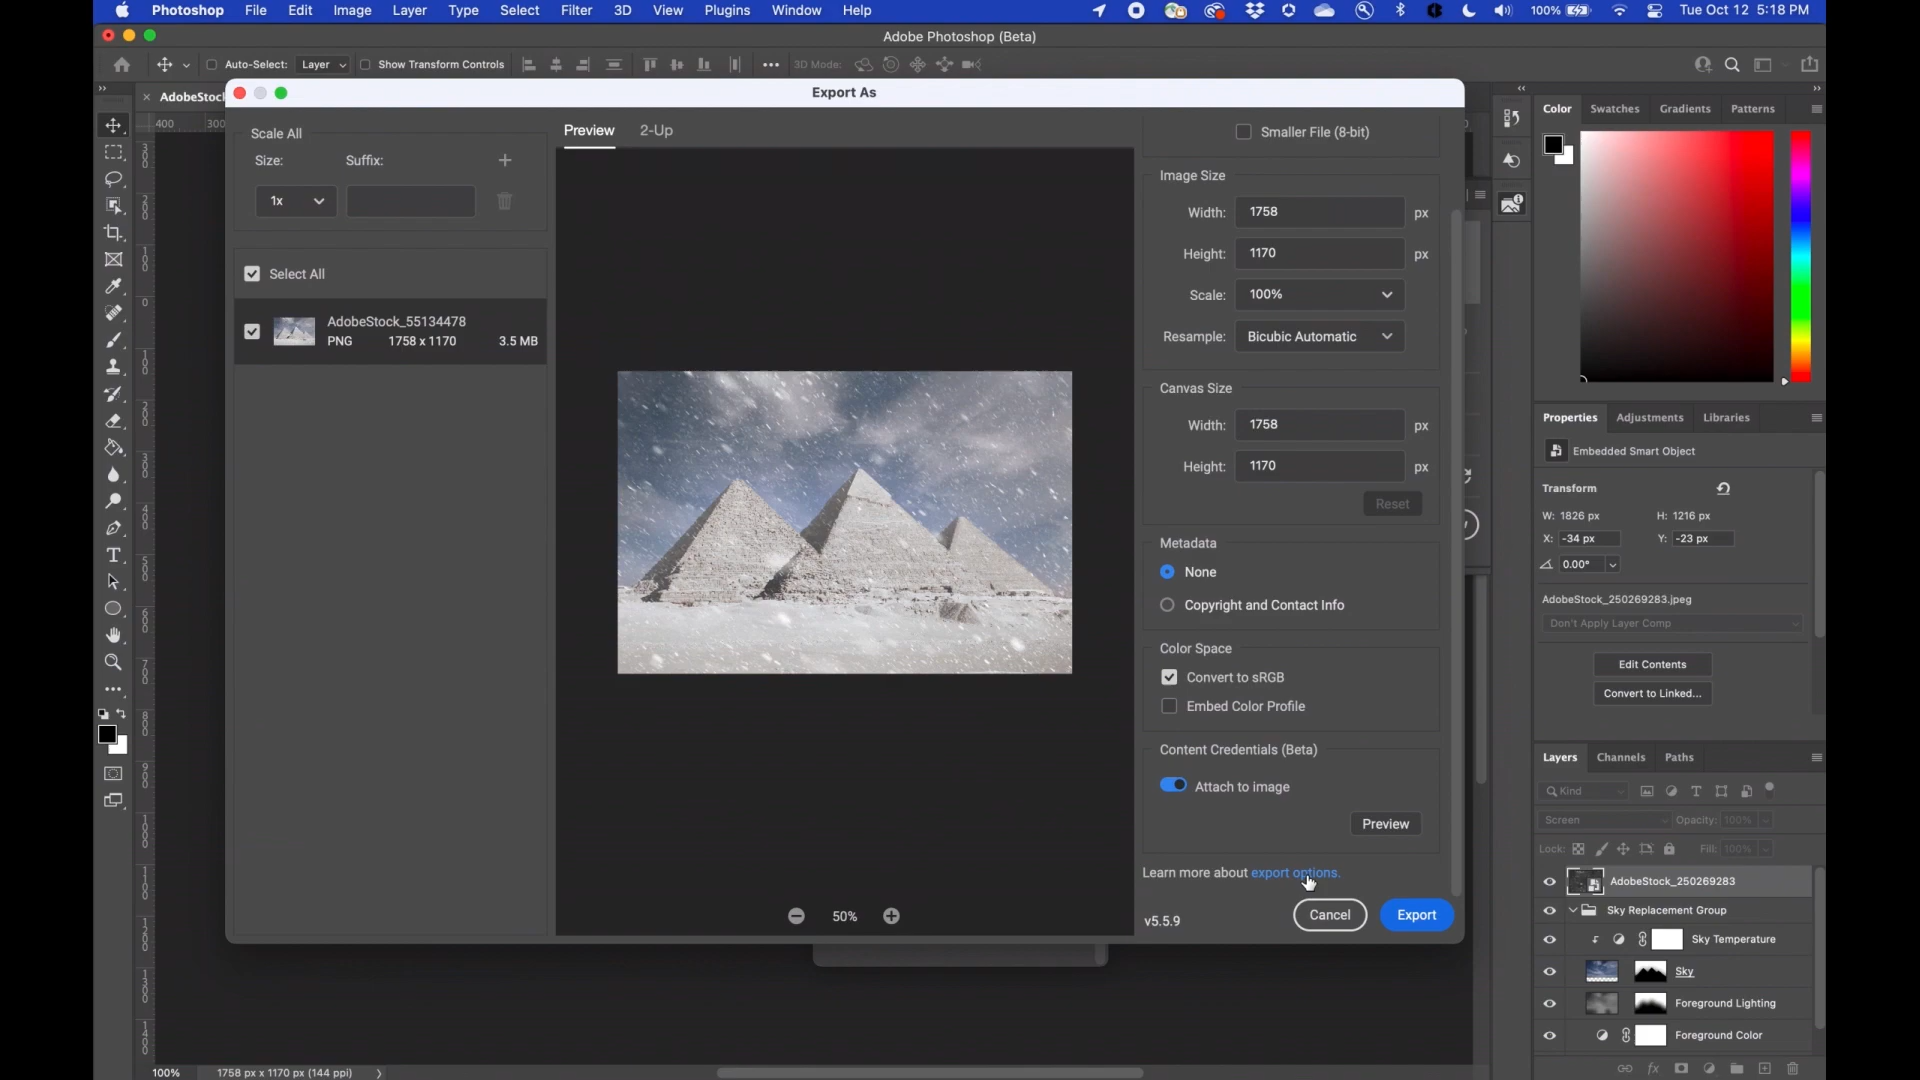 Photoshop File Edit Image Layer Type Select Filter 3D View Plugins Window Help 100% Tue Oct 12 5:18 PM
Adobe Photoshop (Beta)
Auto-Select: Layer Show Transform Controls 3D Mode:
AdobeStoc
Export As
Color Swatches Gradients Patterns
400 300
Scale All
Size: Suffix:
1x
Select All
AdobeStock_55134478
PNG 1758 x 1170 3.5 MB
Preview 2-Up
50%
Smaller File (8-bit)
Image Size
Width: 1758 px
Height: 1170 px
Scale: 100%
Resample: Bicubic Automatic
Canvas Size
Width: 1758 px
Height: 1170 px
Reset
Metadata
None
Copyright and Contact Info
Color Space
Convert to sRGB
Embed Color Profile
Content Credentials (Beta)
Attach to image
Preview
Learn more about export options.
v5.5.9 Cancel Export
Properties Adjustments Libraries
Embedded Smart Object
Transform
W: 1826 px H: 1216 px
X: -34 px Y: -23 px
0.00°
AdobeStock_250269283.jpeg
Don't Apply Layer Comp
Edit Contents
Convert to Linked...
Layers Channels Paths
Kind
Screen Opacity: 100%
Lock: Fill: 100%
AdobeStock_250269283
Sky Replacement Group
Sky Temperature
Sky
Foreground Lighting
Foreground Color
100% 1758 px x 1170 px (144 ppi)